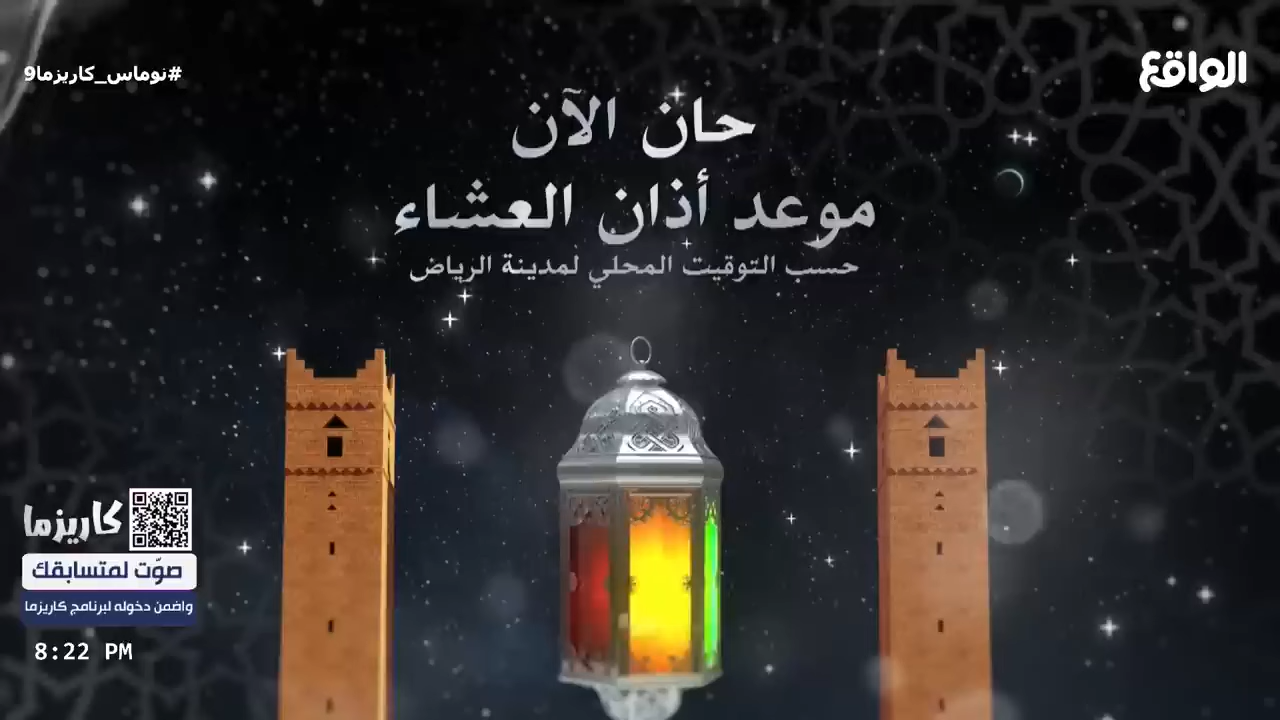 #نوماس_كاريزما9
الواقع
حان الآن
موعد أذان العشاء
حسب التوقيت المحلي لمدينة الرياض
كاريزما
صوّت لمتسابقك
واضمن دخوله لبرنامج كاريزما
8:22 PM